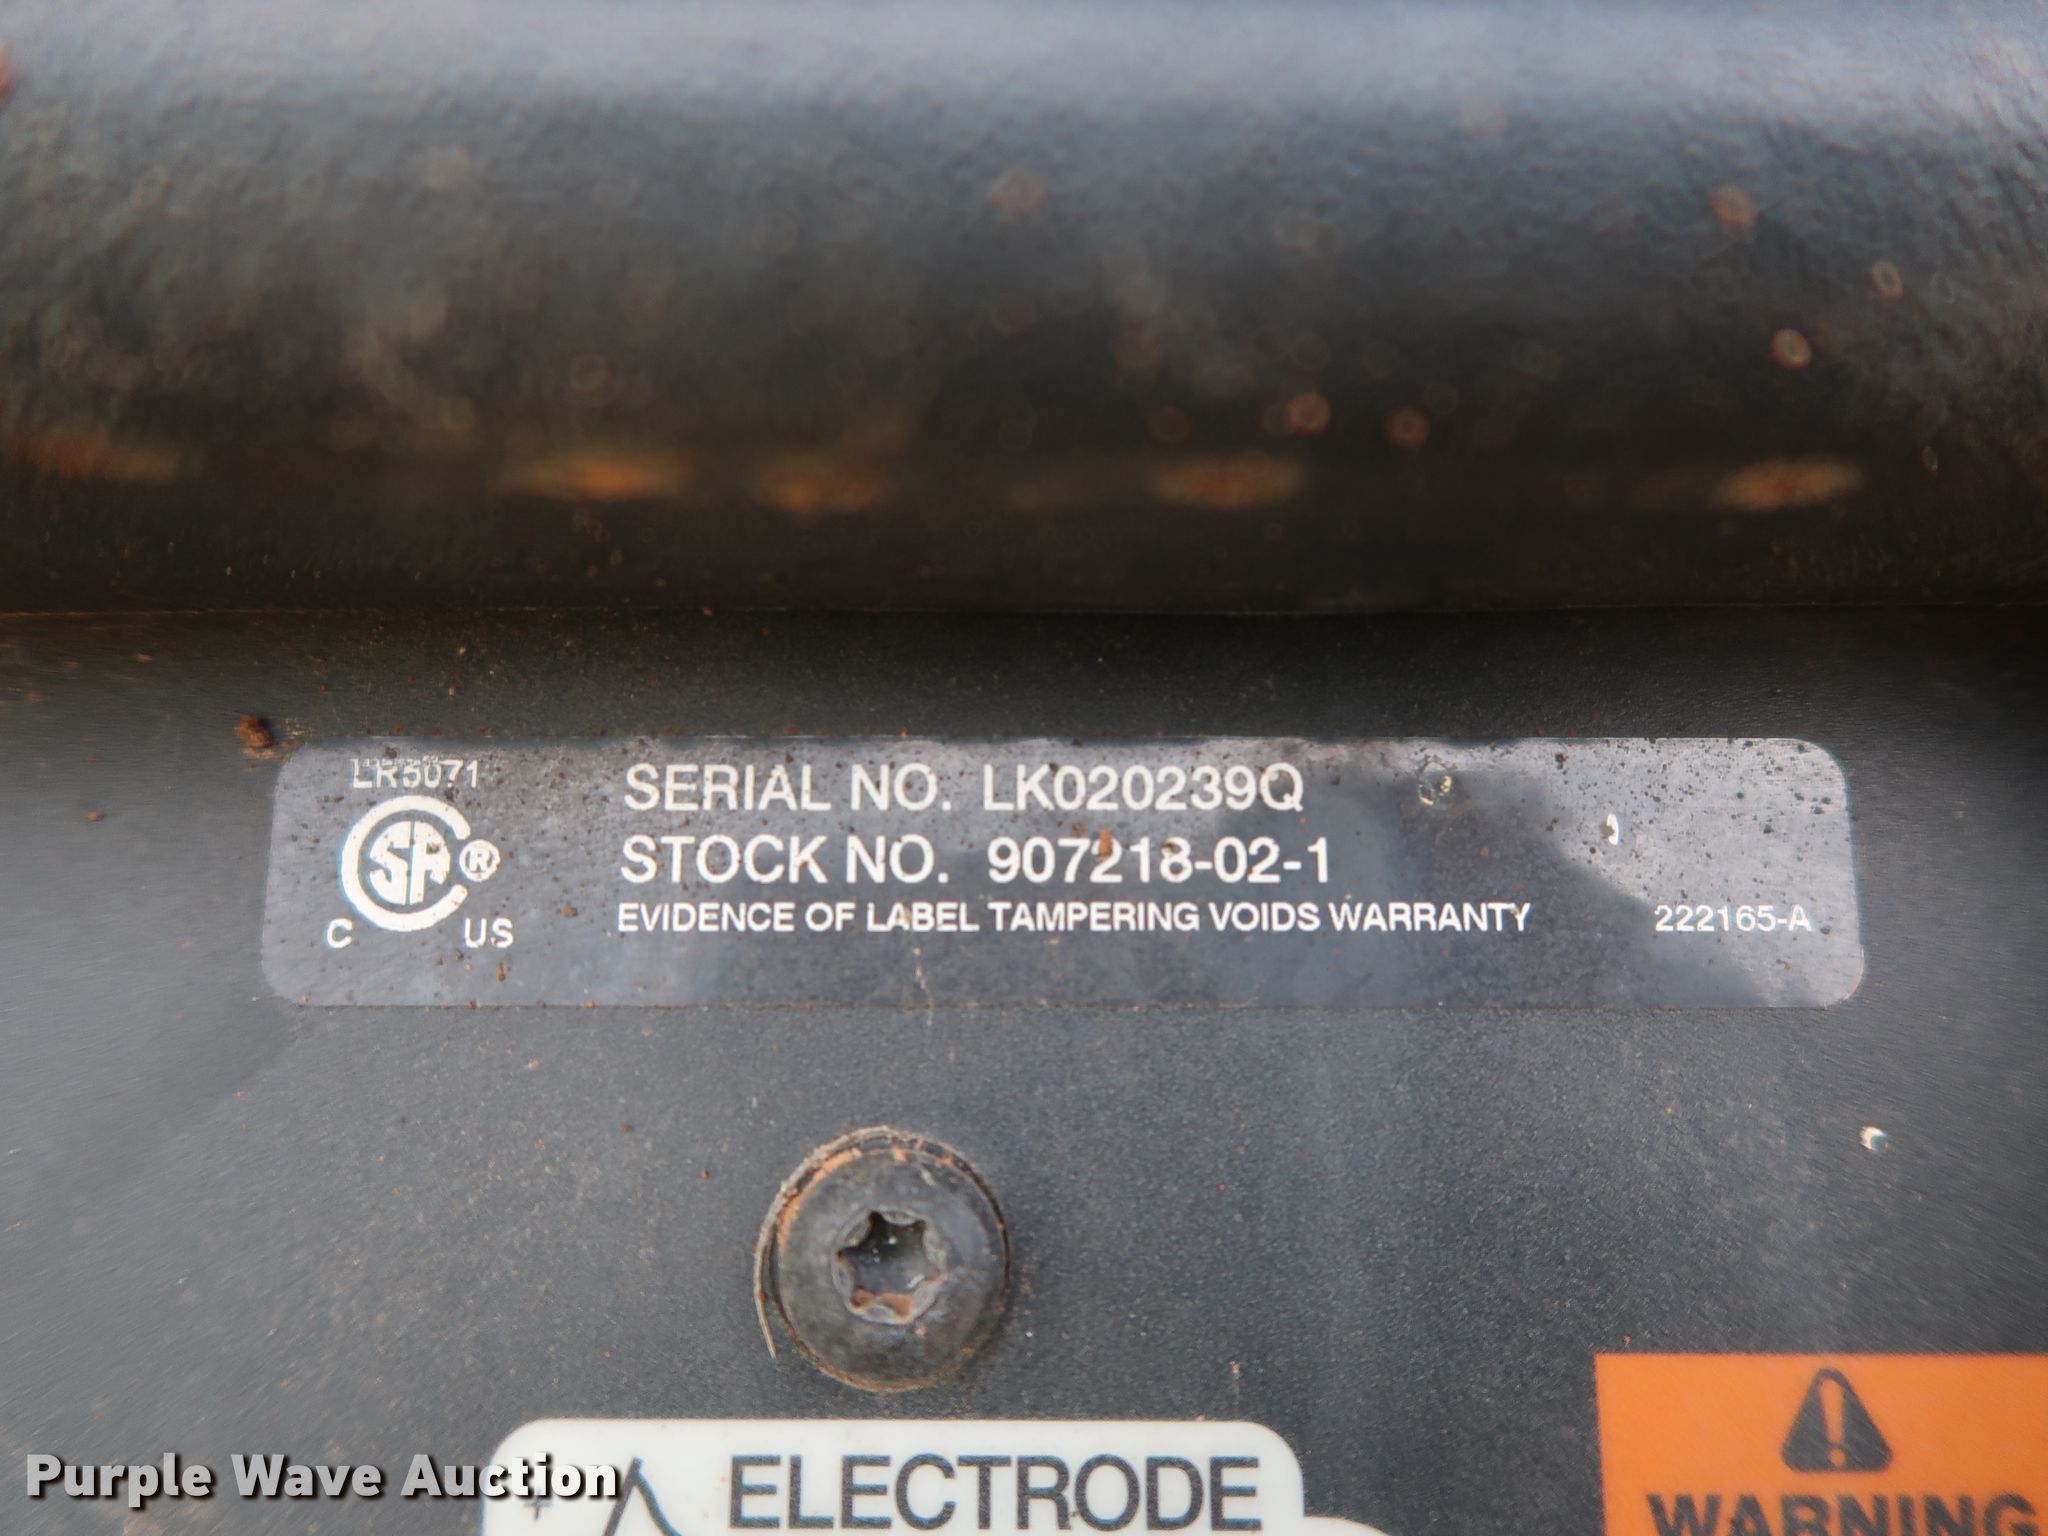 LR5071
SA®
C US
SERIAL NO. LK020239Q
STOCK NO. 907218-02-1
EVIDENCE OF LABEL TAMPERING VOIDS WARRANTY
222165-A
+ ELECTRODE
WARNING
Purple Wave Auction